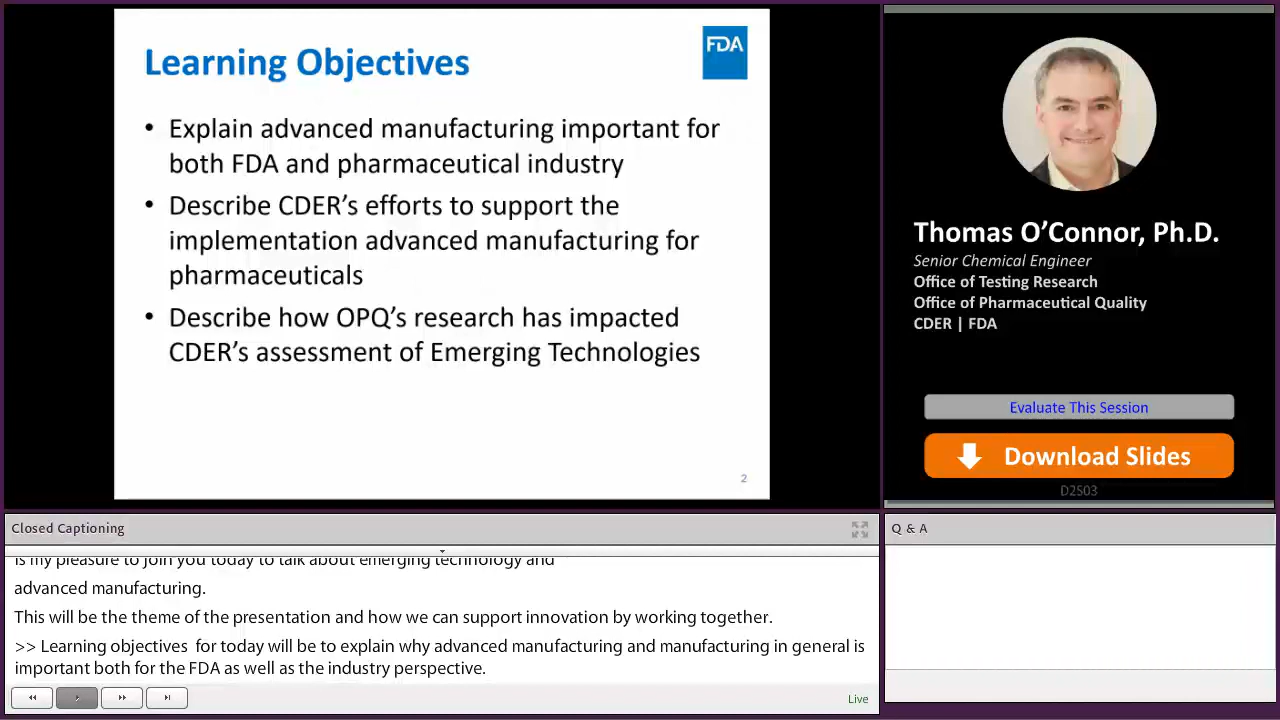 Learning Objectives
FDA
• Explain advanced manufacturing important for
both FDA and pharmaceutical industry
• Describe CDER’s efforts to support the
implementation advanced manufacturing for
pharmaceuticals
• Describe how OPQ’s research has impacted
CDER’s assessment of Emerging Technologies
2
Thomas O’Connor, Ph.D.
Senior Chemical Engineer
Office of Testing Research
Office of Pharmaceutical Quality
CDER | FDA
Evaluate This Session
Download Slides
D2S03
Closed Captioning
is my pleasure to join you today to talk about emerging technology and
advanced manufacturing.
This will be the theme of the presentation and how we can support innovation by working together.
>> Learning objectives for today will be to explain why advanced manufacturing and manufacturing in general is
important both for the FDA as well as the industry perspective.
Live
Q & A